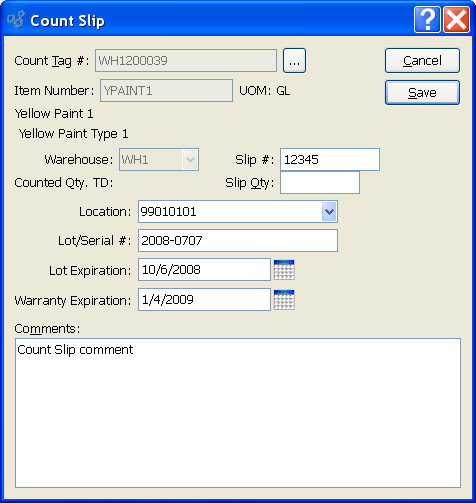 Count Slip
Count Tag #: WH1200039 ... Cancel
Item Number: YPAINT1 UOM: GL Save
Yellow Paint 1
Yellow Paint Type 1
Warehouse: WH1 Slip #: 12345
Counted Qty. TD: Slip Qty:
Location: 99010101
Lot/Serial #: 2008-0707
Lot Expiration: 10/6/2008
Warranty Expiration: 1/4/2009
Comments:
Count Slip comment